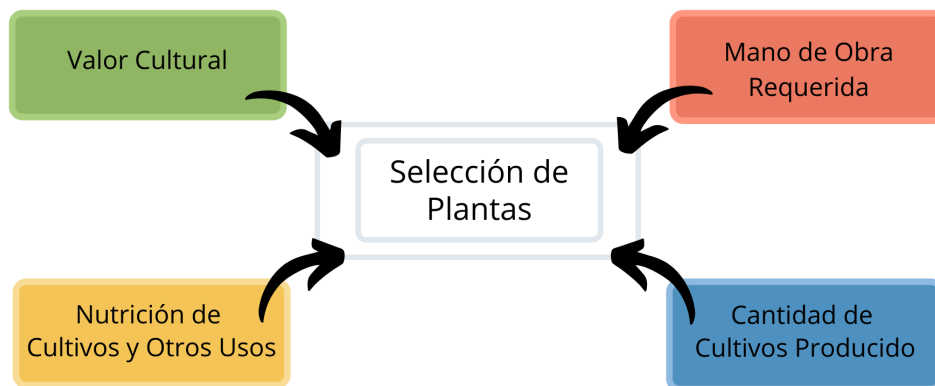 Valor Cultural
Mano de Obra
Requerida
Selección de
Plantas
Nutrición de
Cultivos y Otros Usos
Cantidad de
Cultivos Producido